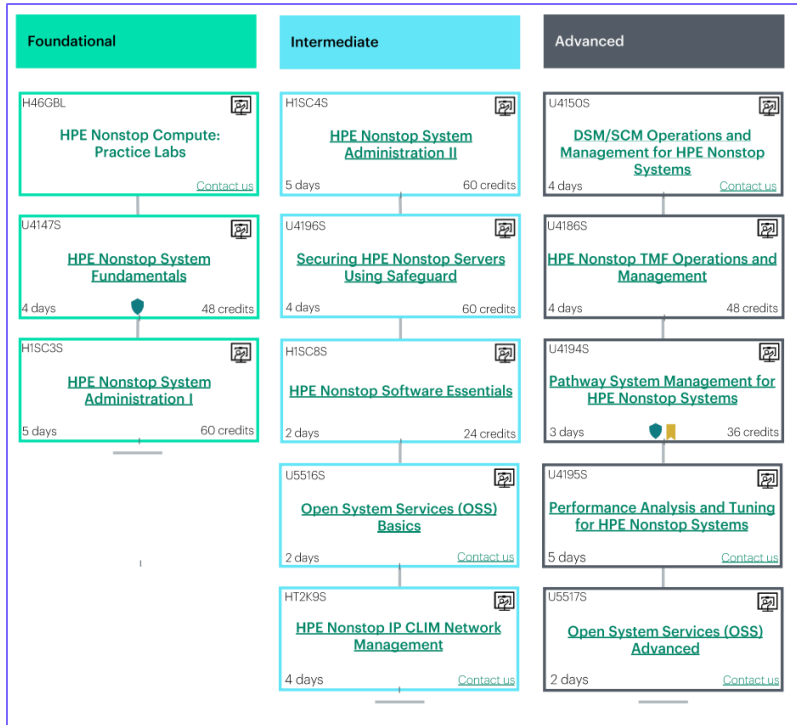 Foundational
H46GBL
HPE Nonstop Compute:
Practice Labs
Contact us
U4147S
HPE Nonstop System
Fundamentals
4 days
48 credits
H1SC3S
HPE Nonstop System
Administration I
5 days
60 credits
Intermediate
H1SC4S
HPE Nonstop System
Administration II
5 days
60 credits
U4196S
Securing HPE Nonstop Servers
Using Safeguard
4 days
60 credits
H1SC8S
HPE Nonstop Software Essentials
2 days
24 credits
U5516S
Open System Services (OSS)
Basics
2 days
Contact us
HT2K9S
HPE Nonstop IP CLIM Network
Management
4 days
Contact us
Advanced
U4150S
DSM/SCM Operations and
Management for HPE Nonstop
Systems
4 days
Contact us
U4186S
HPE Nonstop TMF Operations and
Management
4 days
48 credits
U4194S
Pathway System Management for
HPE Nonstop Systems
3 days
36 credits
U4195S
Performance Analysis and Tuning
for HPE Nonstop Systems
5 days
Contact us
U5517S
Open System Services (OSS)
Advanced
2 days
Contact us